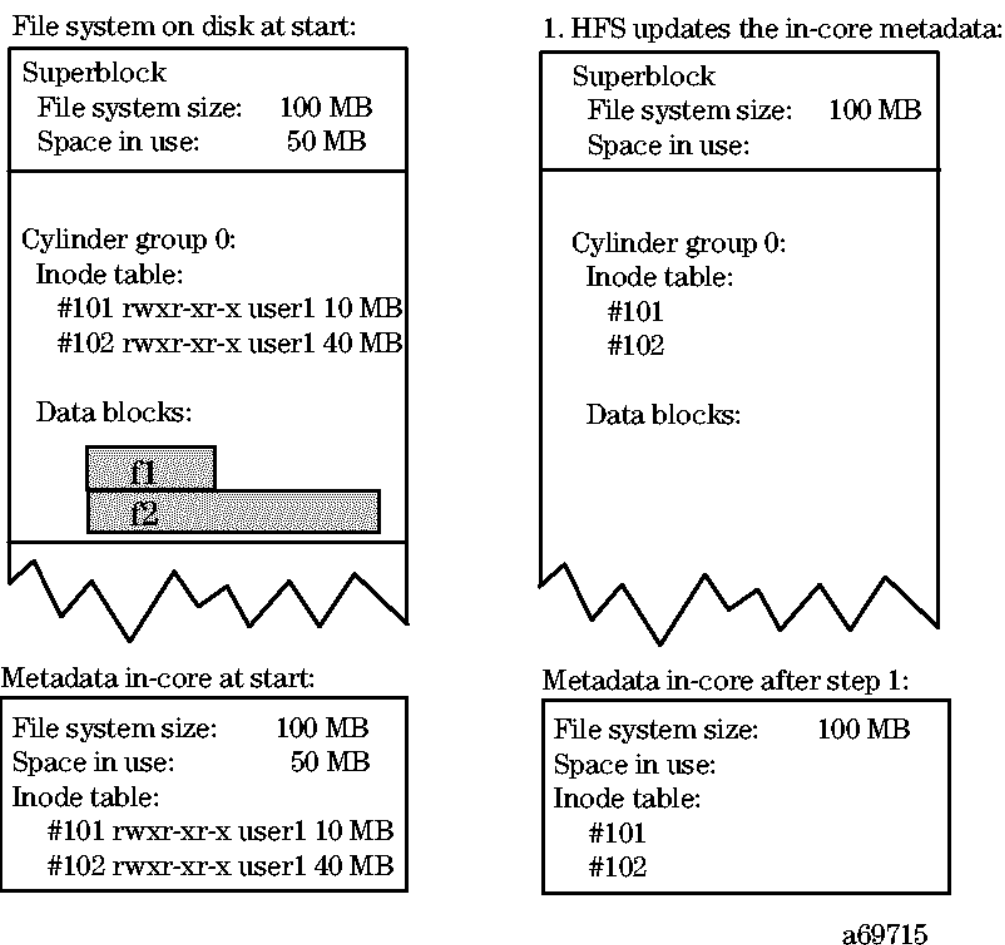 File system on disk at start:
Superblock
File system size: 100 MB
Space in use: 50 MB
Cylinder group 0:
Inode table:
#101 rwxr-xr-x user1 10 MB
#102 rwxr-xr-x user1 40 MB
Data blocks:
f1
f2
Metadata in-core at start:
File system size: 100 MB
Space in use: 50 MB
Inode table:
#101 rwxr-xr-x user1 10 MB
#102 rwxr-xr-x user1 40 MB
1. HFS updates the in-core metadata:
Superblock
File system size: 100 MB
Space in use:
Cylinder group 0:
Inode table:
#101
#102
Data blocks:
Metadata in-core after step 1:
File system size: 100 MB
Space in use:
Inode table:
#101
#102
a69715